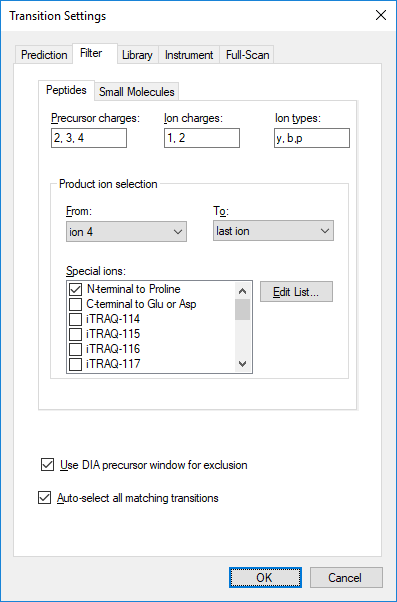 Transition Settings
Prediction Filter Library Instrument Full-Scan
Peptides Small Molecules
Precursor charges: Ion charges: Ion types:
2, 3, 4 1, 2 y, b,p
Product ion selection
From: To:
ion 4 last ion
Special ions:
N-terminal to Proline
Edit List...
C-terminal to Glu or Asp
iTRAQ-114
iTRAQ-115
iTRAQ-116
iTRAQ-117
Use DIA precursor window for exclusion
Auto-select all matching transitions
OK Cancel